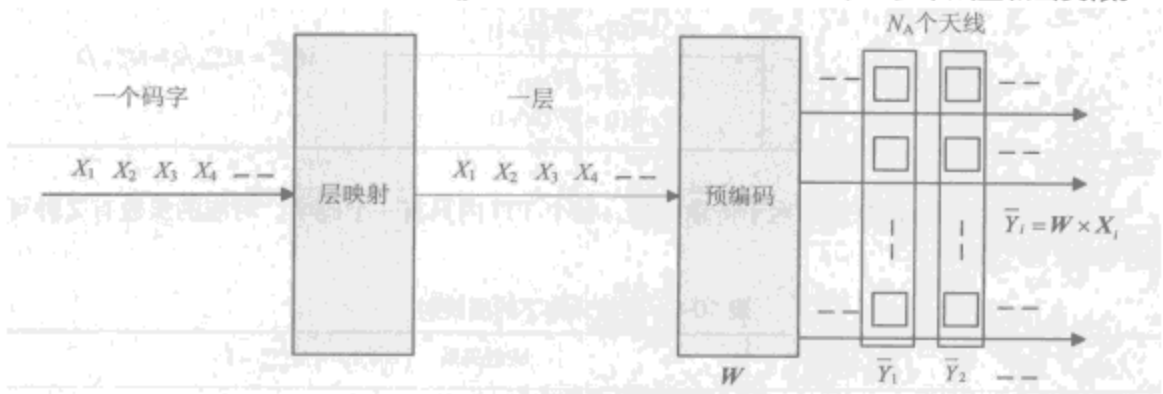 N_A个天线
一个码字
一层
X₁ X₂ X₃ X₄
层映射
X₁ X₂ X₃ X₄
预编码
Ȳᵢ = W × Xᵢ
W
Ȳ₁ Ȳ₂